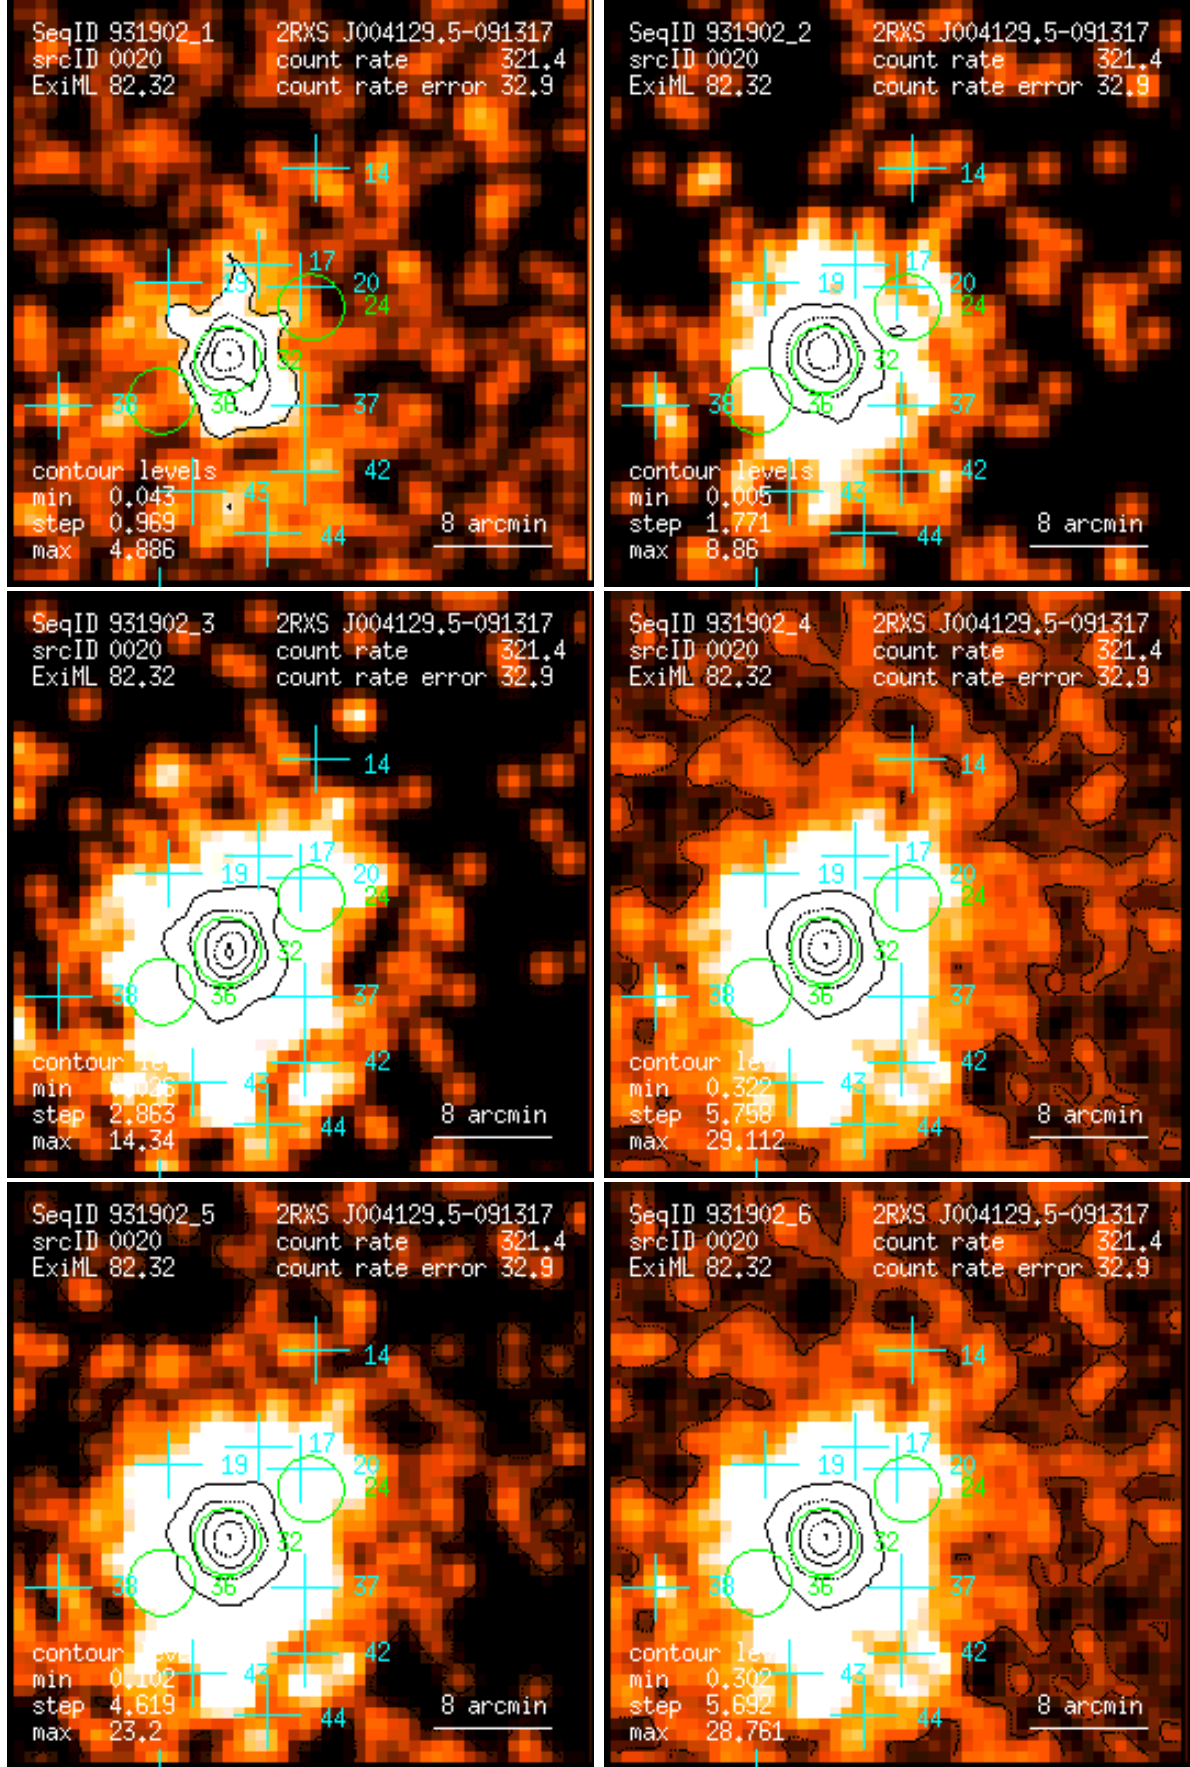 SeqID 931902_1 2RXS J004129.5-091317
srcID 0020 count rate 321.4
ExiML 82.32 count rate error 32.9
14
17
19 20
24
32
38 36 37
contour levels 42
min 0.043 43
step 0.969 8 arcmin
max 4.886 44
SeqID 931902_2 2RXS J004129.5-091317
srcID 0020 count rate 321.4
ExiML 82.32 count rate error 32.9
14
17
19 20
24
32
38 36 37
contour levels 42
min 0.005 43
step 1.771 8 arcmin
max 8.86 44
SeqID 931902_3 2RXS J004129.5-091317
srcID 0020 count rate 321.4
ExiML 82.32 count rate error 32.9
14
17
19 20
24
32
38 36 37
contour 42
min 43
step 2.863 8 arcmin
max 14.34 44
SeqID 931902_4 2RXS J004129.5-091317
srcID 0020 count rate 321.4
ExiML 82.32 count rate error 32.9
14
17
19 20
24
32
38 36 37
contour 42
min 0.322 43
step 5.758 8 arcmin
max 29.112 44
SeqID 931902_5 2RXS J004129.5-091317
srcID 0020 count rate 321.4
ExiML 82.32 count rate error 32.9
14
17
19 20
24
32
38 36 37
contour 42
min 0.102 43
step 4.619 8 arcmin
max 23.2 44
SeqID 931902_6 2RXS J004129.5-091317
srcID 0020 count rate 321.4
ExiML 82.32 count rate error 32.9
14
17
19 20
24
32
38 36 37
contour 42
min 0.302 43
step 5.692 8 arcmin
max 28.761 44